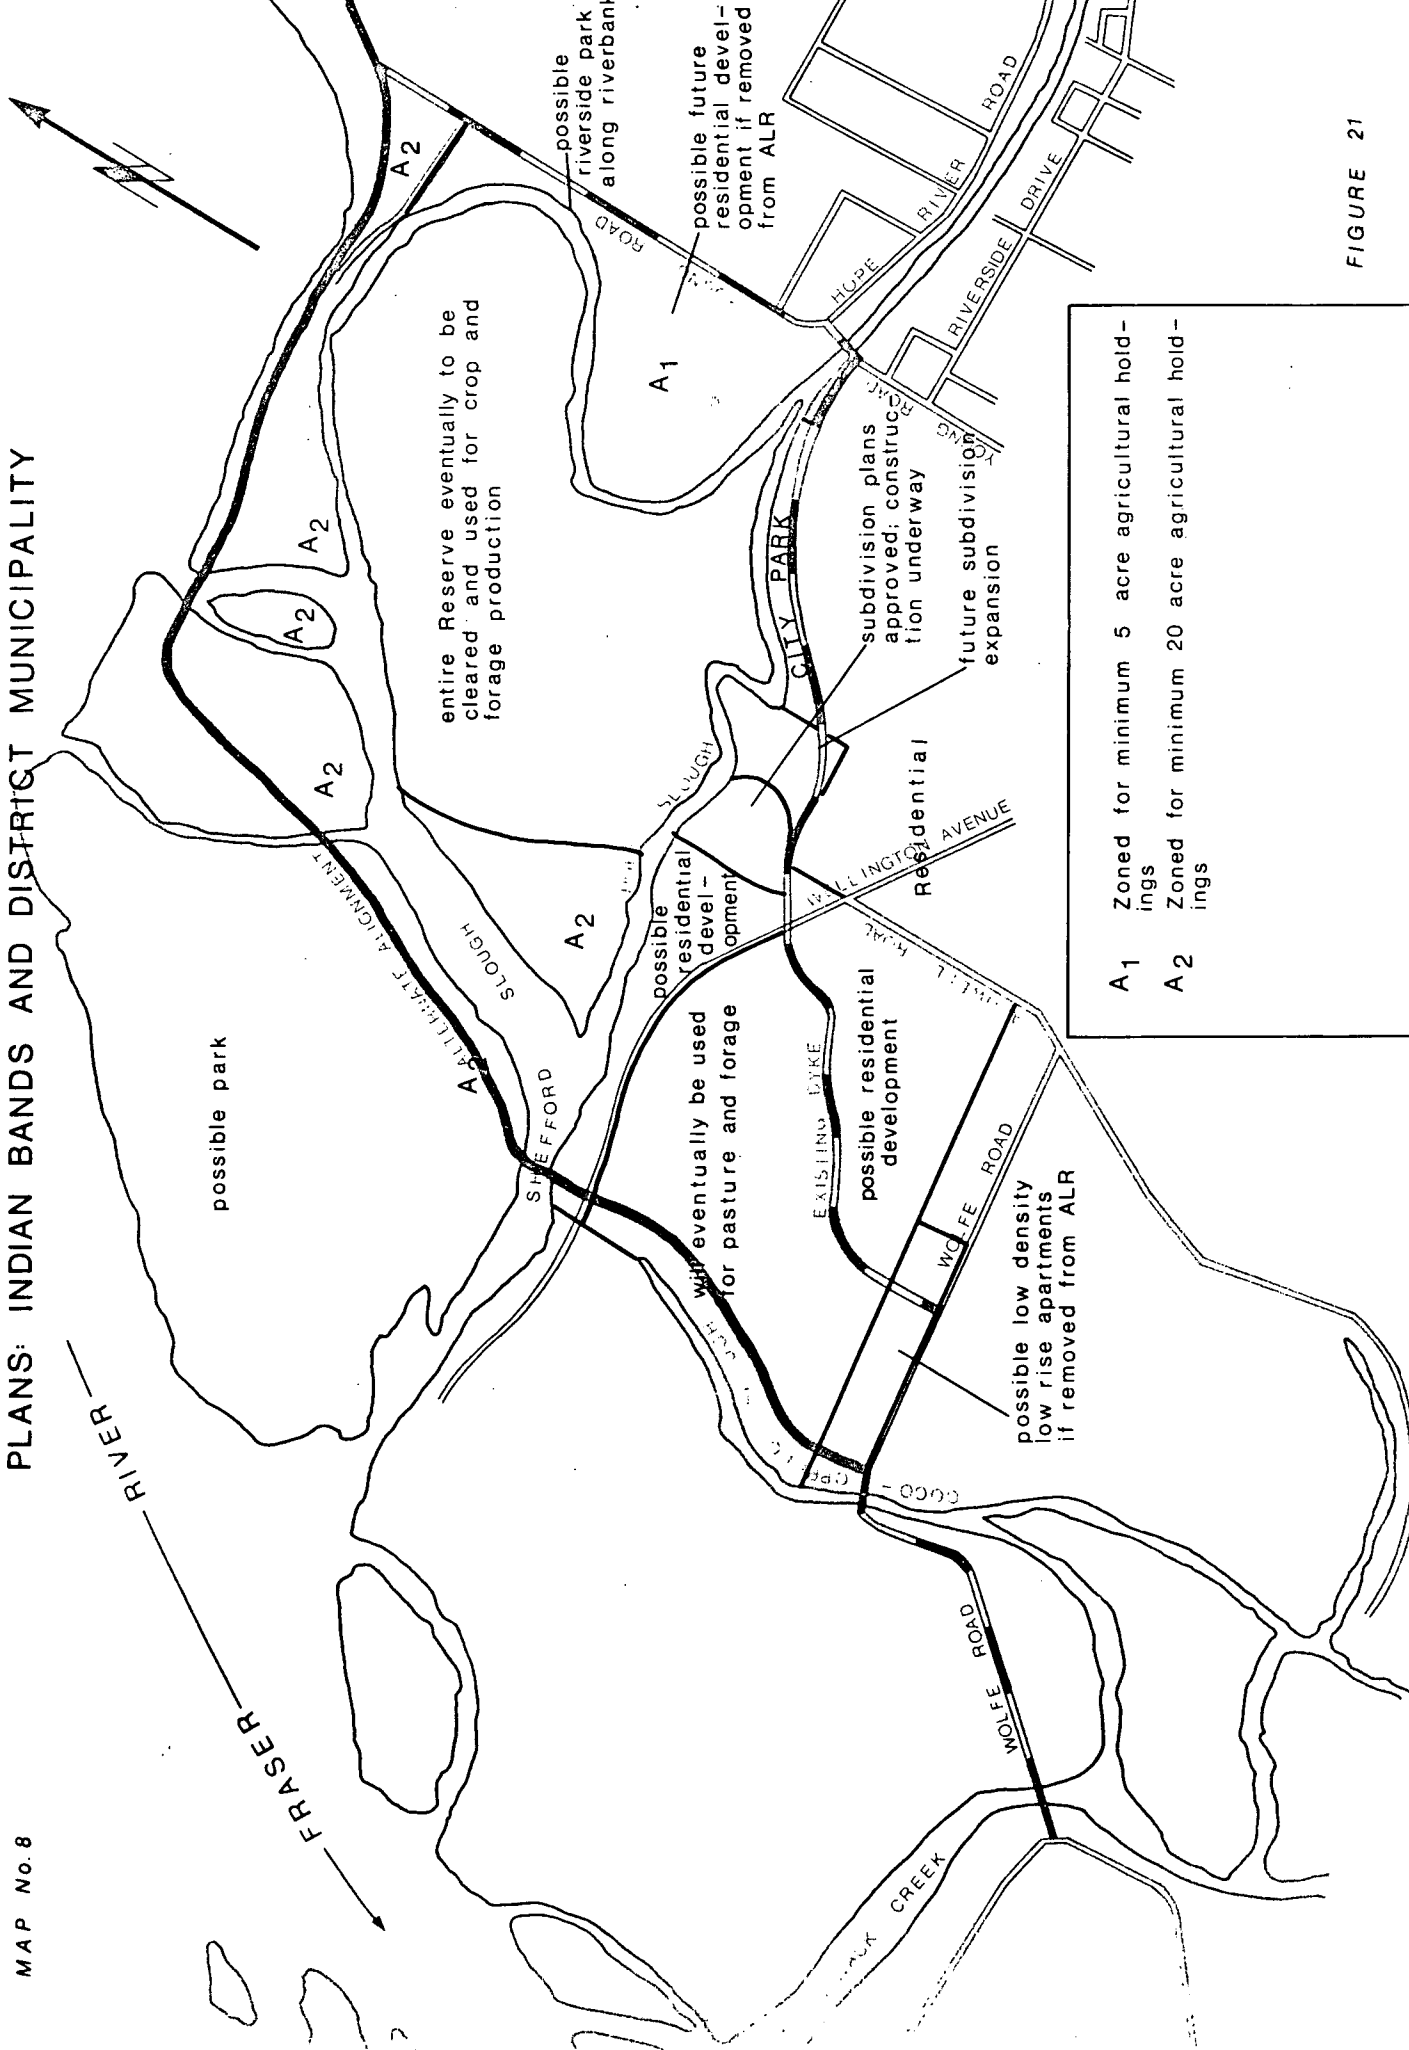 MAP No. 8
PLANS: INDIAN BANDS AND DISTRICT MUNICIPALITY
FRASER
RIVER
possible park
A2
A2
A2
A2
A2
A2
ALTERNATE ALIGNMENT
SLOUGH
SHEFFORD
entire Reserve eventually to be
cleared and used for crop and
forage production
possible
riverside park
along riverbank
possible future
residential devel-
opment if removed
from ALR
A1
ROAD
HOPE RIVER ROAD
RIVERSIDE DRIVE
YOUNG ROAD
CITY PARK
SLOUGH
subdivision plans
approved; construc
tion underway
future subdivision
expansion
possible
residential
devel-
opment
Residential
WELLINGTON AVENUE
will eventually be used
for pasture and forage
EXISTING DYKE
possible residential
development
WOLFE ROAD
possible low density
low rise apartments
if removed from ALR
COCO-
WOLFE ROAD
CREEK
A1 Zoned for minimum 5 acre agricultural hold-
ings
A2 Zoned for minimum 20 acre agricultural hold-
ings
FIGURE 21